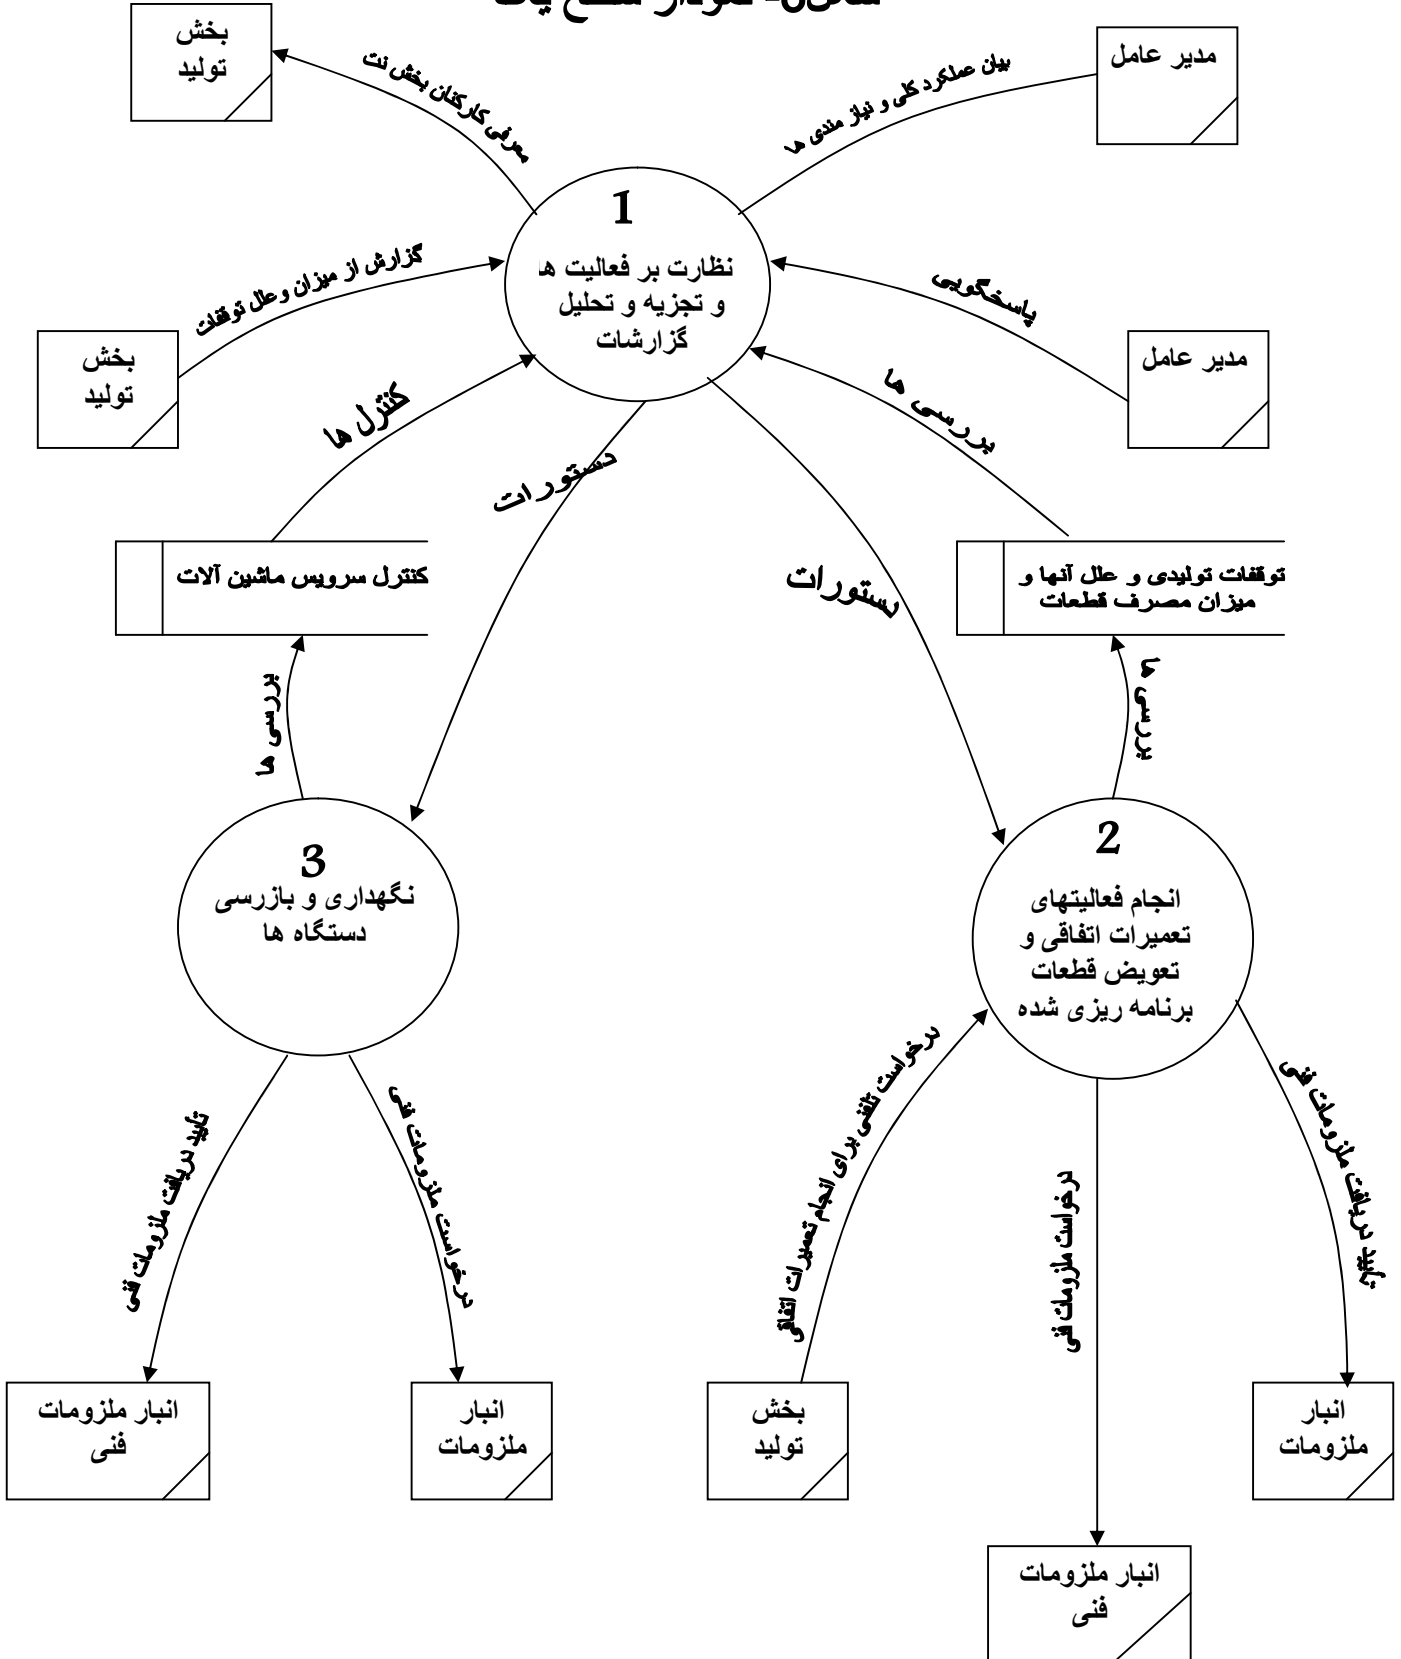 بخش
تولید
معرفی کارکنان بخش نت
بیان عملکرد کلی و نیاز مندی ها
مدیر عامل
1
نظارت بر فعالیت ها
و تجزیه و تحلیل
گزارشات
گزارش از میزان وعلل توقفات
بخش
تولید
پاسخگویی
مدیر عامل
کنترل ها
بررسی ها
دستورات
دستورات
کنترل سرویس ماشین آلات
توقفات تولیدی و علل آنها و
میزان مصرف قطعات
بررسی ها
بررسی ها
3
نگهداری و بازرسی
دستگاه ها
2
انجام فعالیتهای
تعمیرات اتفاقی و
تعویض قطعات
برنامه ریزی شده
تایید دریافت ملزومات فنی
درخواست ملزومات فنی
درخواست تلفنی برای انجام تعمیرات اتفاقی
درخواست ملزومات فنی
تأیید دریافت ملزومات فنی
انبار ملزومات
فنی
انبار
ملزومات
بخش
تولید
انبار
ملزومات
انبار ملزومات
فنی